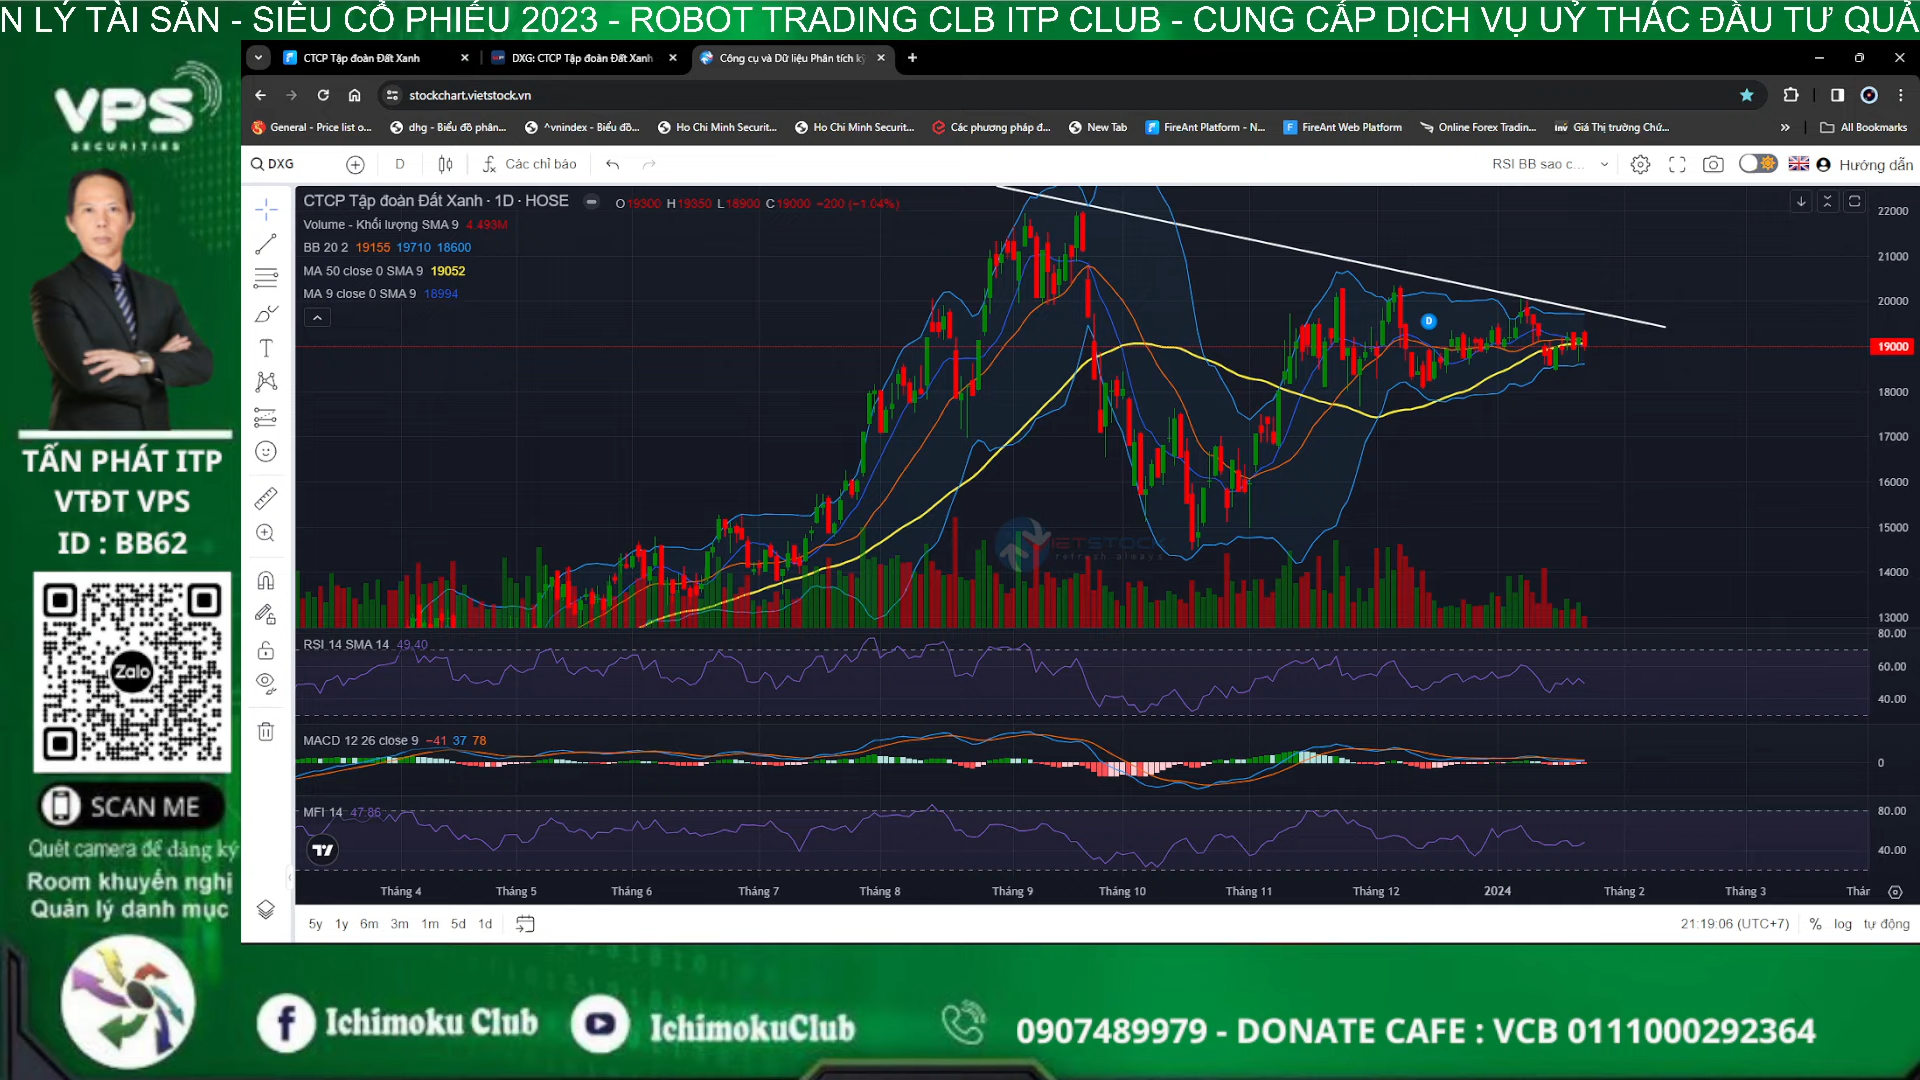 N LÝ TÀI SẢN - SIÊU CỔ PHIẾU 2023 - ROBOT TRADING CLB ITP CLUB - CUNG CẤP DỊCH VỤ UỶ THÁC ĐẦU TƯ QUẢ
VPS
SECURITIES
TẤN PHÁT ITP
VTĐT VPS
ID : BB62
Zalo
SCAN ME
Quét camera để đăng ký
Room khuyến nghị
Quản lý danh mục
CTCP Tập đoàn Đất Xanh
DXG: CTCP Tập đoàn Đất Xanh
Công cụ và Dữ liệu Phân tích kỹ
stockchart.vietstock.vn
General - Price list o...
dhg - Biểu đồ phân...
^vnindex - Biểu đồ...
Ho Chi Minh Securit...
Ho Chi Minh Securit...
Các phương pháp đ...
New Tab
FireAnt Platform - N...
FireAnt Web Platform
Online Forex Tradin...
inv Giá Thị trường Chứ...
» All Bookmarks
DXG
D
Các chỉ báo
RSI BB sao c...
Hướng dẫn
CTCP Tập đoàn Đất Xanh · 1D · HOSE O19300 H19350 L18900 C19000 −200 (−1.04%)
Volume - Khối lượng SMA 9 4.493M
BB 20 2 19155 19710 18600
MA 50 close 0 SMA 9 19052
MA 9 close 0 SMA 9 18994
D
VIETSTOCK
refresh always
22000
21000
20000
19000
18000
17000
16000
15000
14000
13000
RSI 14 SMA 14 49.40
80.00
60.00
40.00
MACD 12 26 close 9 −41 37 78
0
MFI 14 47.86
80.00
40.00
Tháng 4 Tháng 5 Tháng 6 Tháng 7 Tháng 8 Tháng 9 Tháng 10 Tháng 11 Tháng 12 2024 Tháng 2 Tháng 3 Thár
5y 1y 6m 3m 1m 5d 1d
21:19:06 (UTC+7) % log tự động
Ichimoku Club
IchimokuClub
0907489979 - DONATE CAFE : VCB 0111000292364